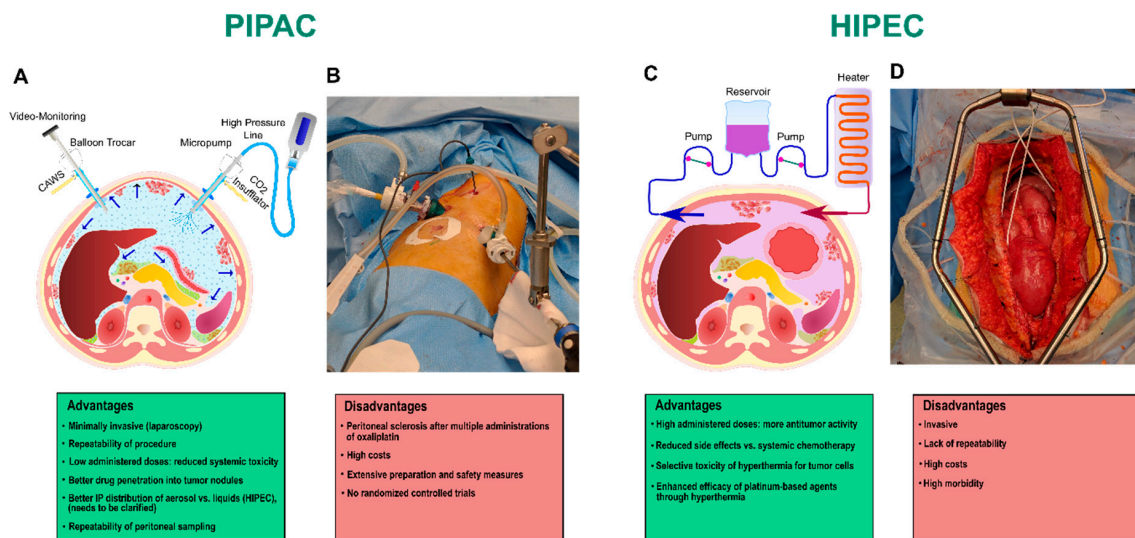 PIPAC
A
Video-Monitoring
Balloon Trocar
CAWS
Micropump
High Pressure
Line
CO2
Insufflator
B
Advantages
• Minimally invasive (laparoscopy)
• Repeatability of procedure
• Low administered doses: reduced systemic toxicity
• Better drug penetration into tumor nodules
• Better IP distribution of aerosol vs. liquids (HIPEC),
(needs to be clarified)
• Repeatability of peritoneal sampling
Disadvantages
• Peritoneal sclerosis after multiple administrations
of oxaliplatin
• High costs
• Extensive preparation and safety measures
• No randomized controlled trials
HIPEC
C
Pump
Reservoir
Pump
Heater
D
Advantages
• High administered doses: more antitumor activity
• Reduced side effects vs. systemic chemotherapy
• Selective toxicity of hyperthermia for tumor cells
• Enhanced efficacy of platinum-based agents
through hyperthermia
Disadvantages
• Invasive
• Lack of repeatability
• High costs
• High morbidity